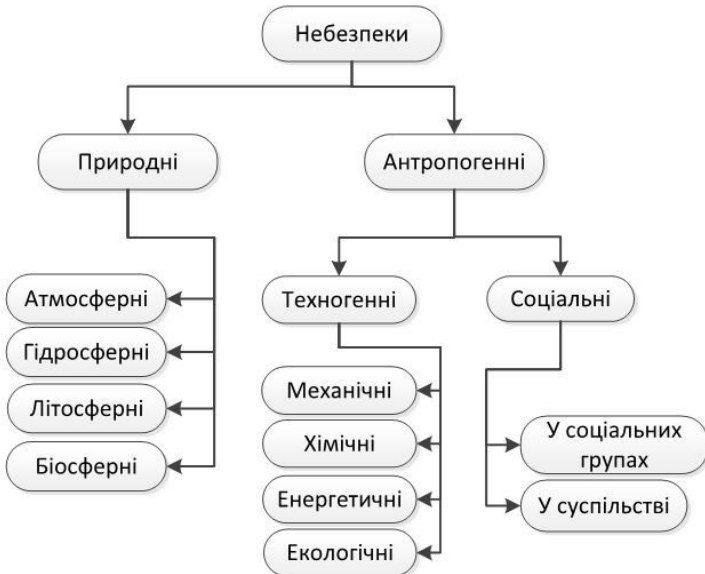 Небезпеки
Природні
Антропогенні
Атмосферні
Гідросферні
Літосферні
Біосферні
Техногенні
Соціальні
Механічні
Хімічні
Енергетичні
Екологічні
У соціальних
групах
У суспільстві